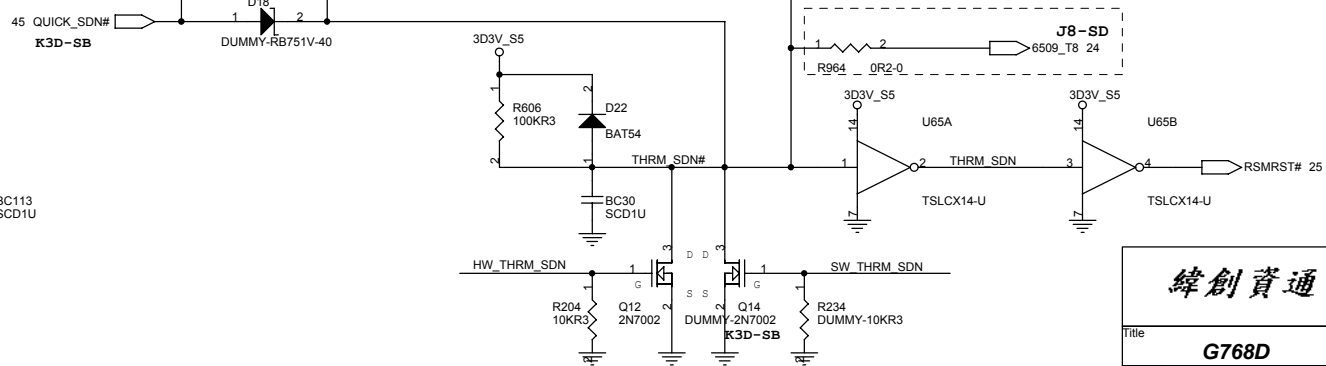 D18
45 QUICK_SDN# 1 2
K3D-SB
DUMMY-RB751V-40
J8-SD
1 2 6509_T8 24
R964 0R2-0
3D3V_S5
1 2
R606
100KR3
D22
BAT54
2 1
THRM_SDN#
BC30
SCD1U
BC113
SCD1U
3D3V_S5
14 U65A
1 2
7
TSLCX14-U
THRM_SDN
3D3V_S5
14 U65B
3 4
7
TSLCX14-U
RSMRST# 25
HW_THRM_SDN 1 3 D D 3 1 SW_THRM_SDN
G S S G
1 2 2 1
R204
10KR3
2
Q12
2N7002
Q14
DUMMY-2N7002
K3D-SB
R234
DUMMY-10KR3
2
緯創資通
Title
G768D